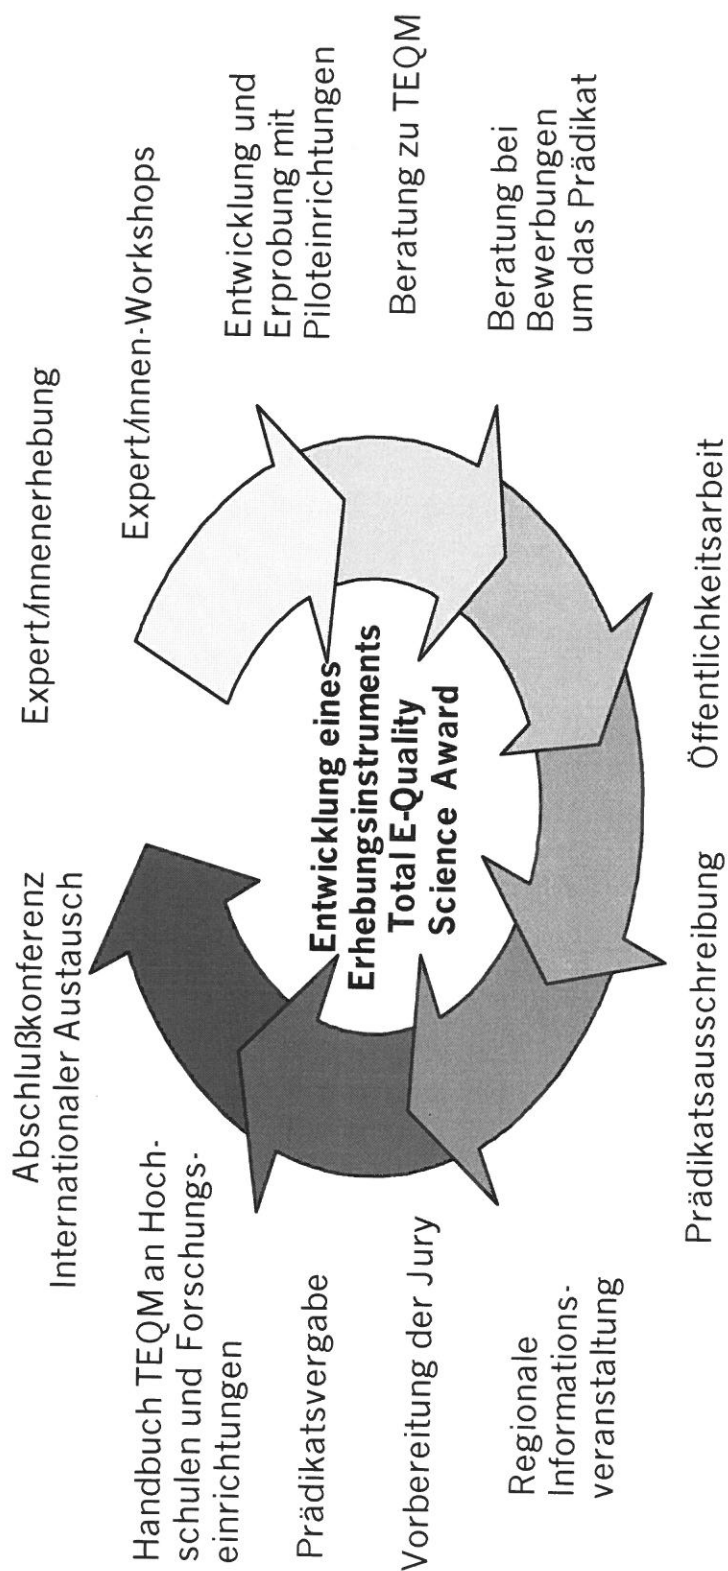 Expert/innenerhebung
Expert/innen-Workshops
Entwicklung und
Erprobung mit
Piloteinrichtungen
Beratung zu TEQM
Beratung bei
Bewerbungen
um das Prädikat
Öffentlichkeitsarbeit
Prädikatsausschreibung
Regionale
Informations-
veranstaltung
Vorbereitung der Jury
Prädikatsvergabe
Handbuch TEQM an Hoch-
schulen und Forschungs-
einrichtungen
Abschlußkonferenz
Internationaler Austausch
Entwicklung eines
Erhebungsinstruments
Total E-Quality
Science Award